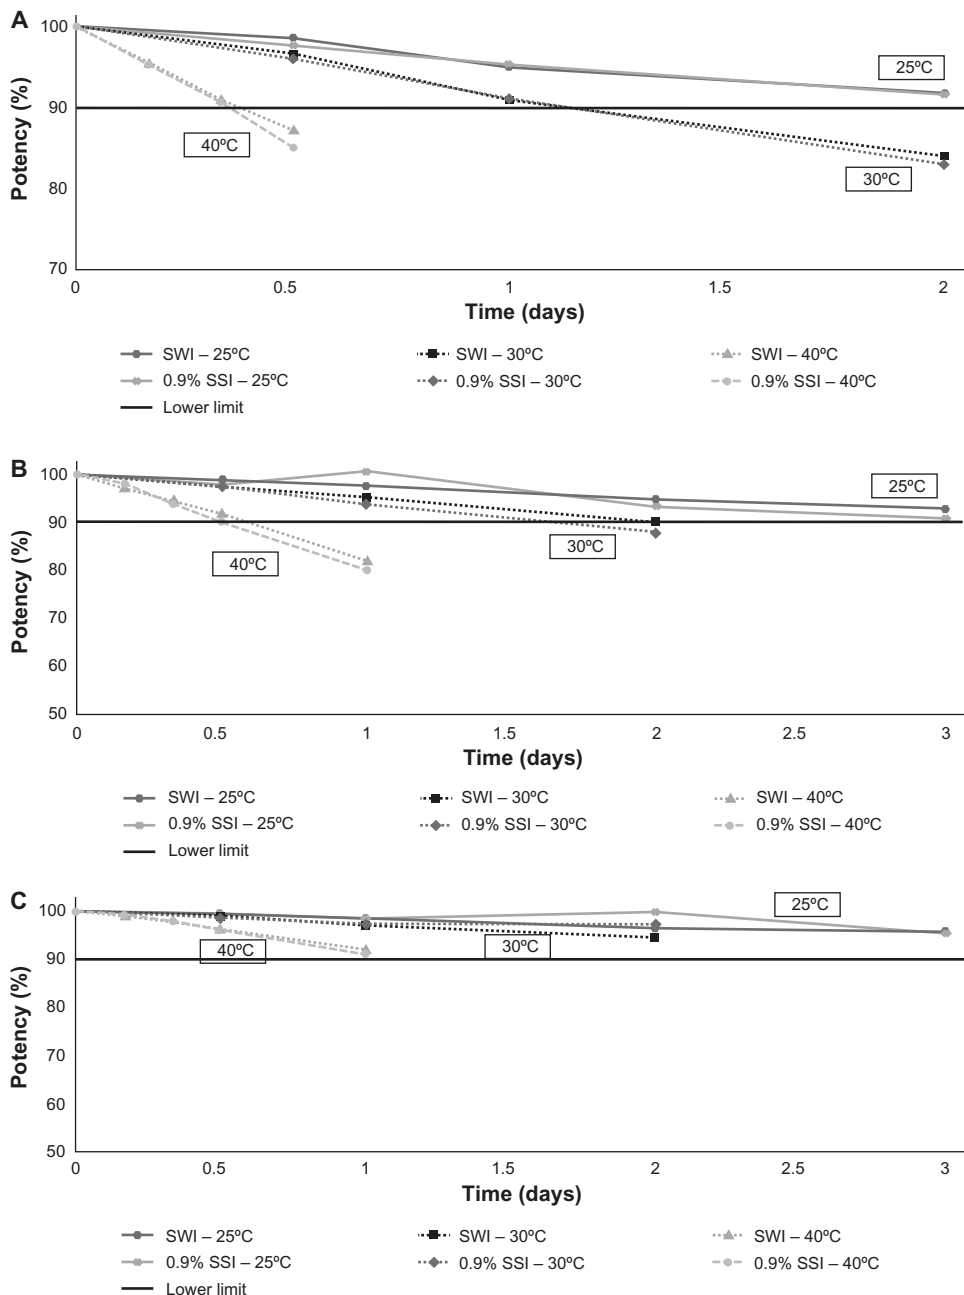 A
100
90
80
70
Potency (%)
25ºC
40ºC
30ºC
0 0.5 1 1.5 2
Time (days)
SWI – 25ºC SWI – 30ºC SWI – 40ºC
0.9% SSI – 25ºC 0.9% SSI – 30ºC 0.9% SSI – 40ºC
Lower limit
B
100
90
80
70
60
50
Potency (%)
25ºC
30ºC
40ºC
0 0.5 1 1.5 2 2.5 3
Time (days)
SWI – 25ºC SWI – 30ºC SWI – 40ºC
0.9% SSI – 25ºC 0.9% SSI – 30ºC 0.9% SSI – 40ºC
Lower limit
C
100
90
80
70
60
50
Potency (%)
25ºC
40ºC
30ºC
0 0.5 1 1.5 2 2.5 3
Time (days)
SWI – 25ºC SWI – 30ºC SWI – 40ºC
0.9% SSI – 25ºC 0.9% SSI – 30ºC 0.9% SSI – 40ºC
Lower limit